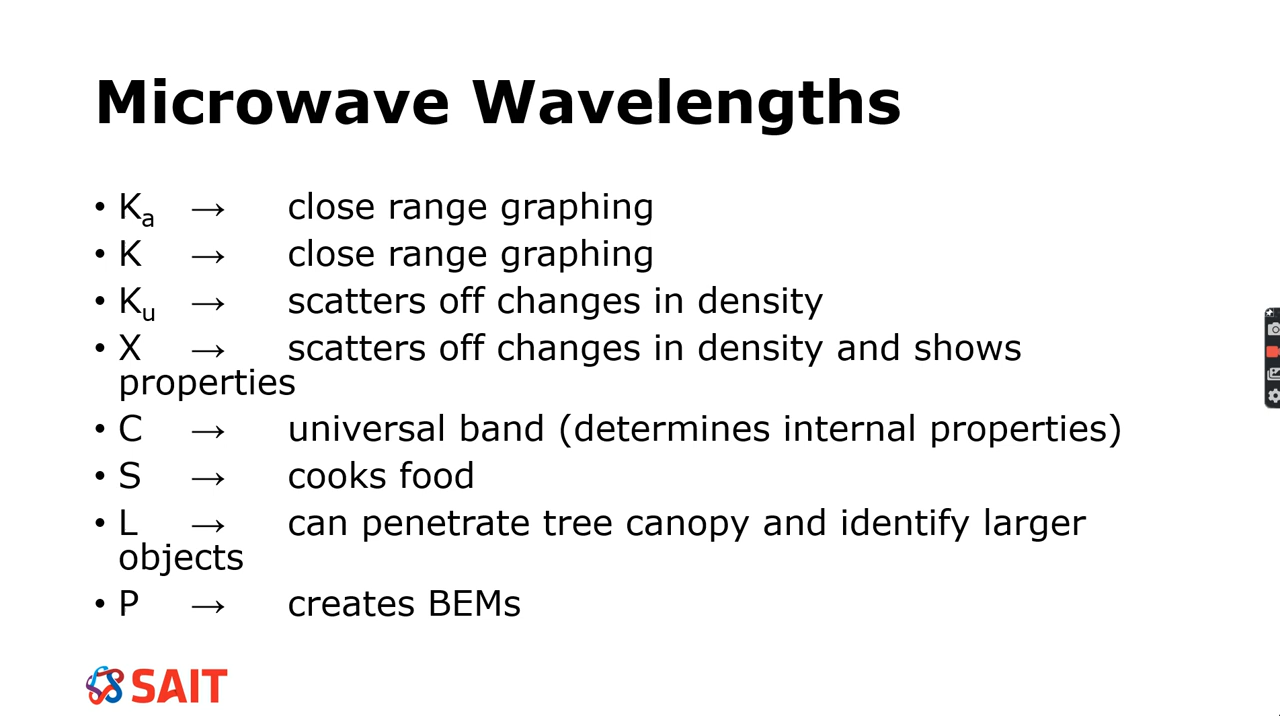 Microwave Wavelengths
• Kₐ → close range graphing
• K → close range graphing
• Kᵤ → scatters off changes in density
• X → scatters off changes in density and shows
properties
• C → universal band (determines internal properties)
• S → cooks food
• L → can penetrate tree canopy and identify larger
objects
• P → creates BEMs
SAIT